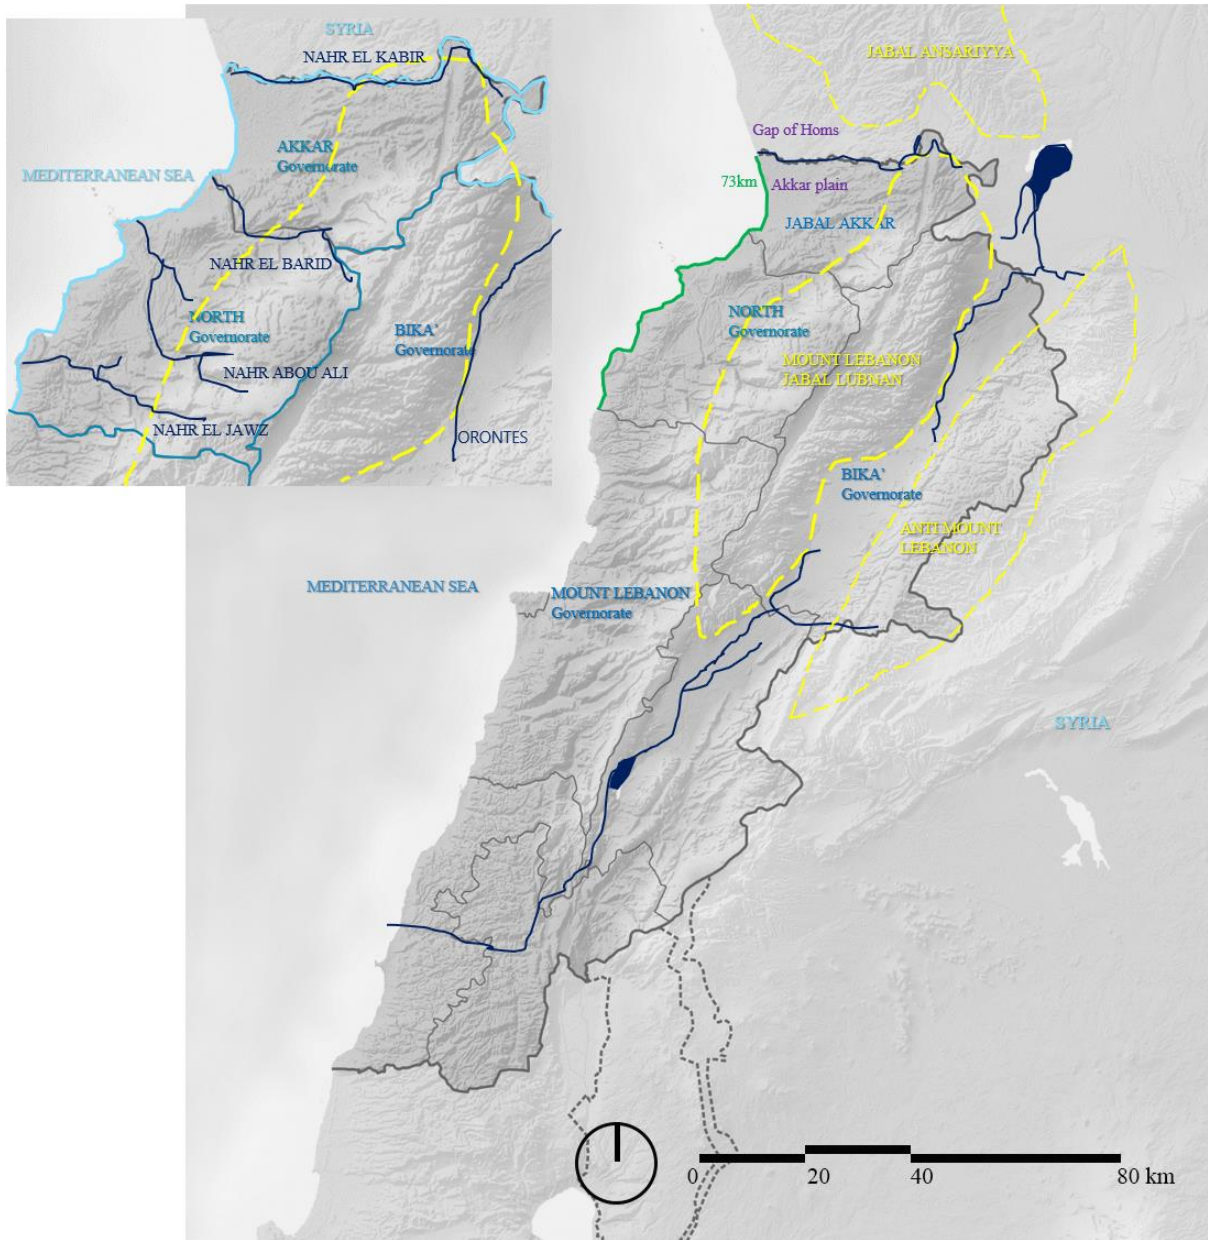 SYRIA
NAHR EL KABIR
AKKAR
Governorate
MEDITERRANEAN SEA
NAHR EL BARID
NORTH
Governorate
BIKA‛
Governorate
NAHR ABOU ALI
NAHR EL JAWZ
ORONTES
JABAL ANSARIYYA
Gap of Homs
73km
Akkar plain
JABAL AKKAR
NORTH
Governorate
MOUNT LEBANON
JABAL LUBNAN
BIKA‛
Governorate
ANTI MOUNT
LEBANON
MEDITERRANEAN SEA
MOUNT LEBANON
Governorate
SYRIA
0
20
40
80 km